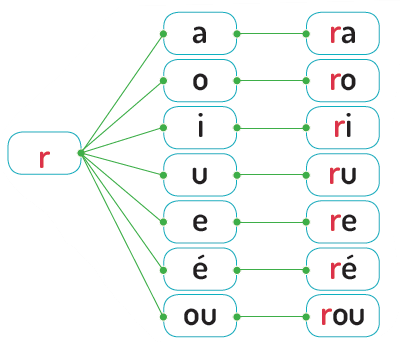 a ra
o ro
i ri
r
u ru
e re
é ré
ou rou